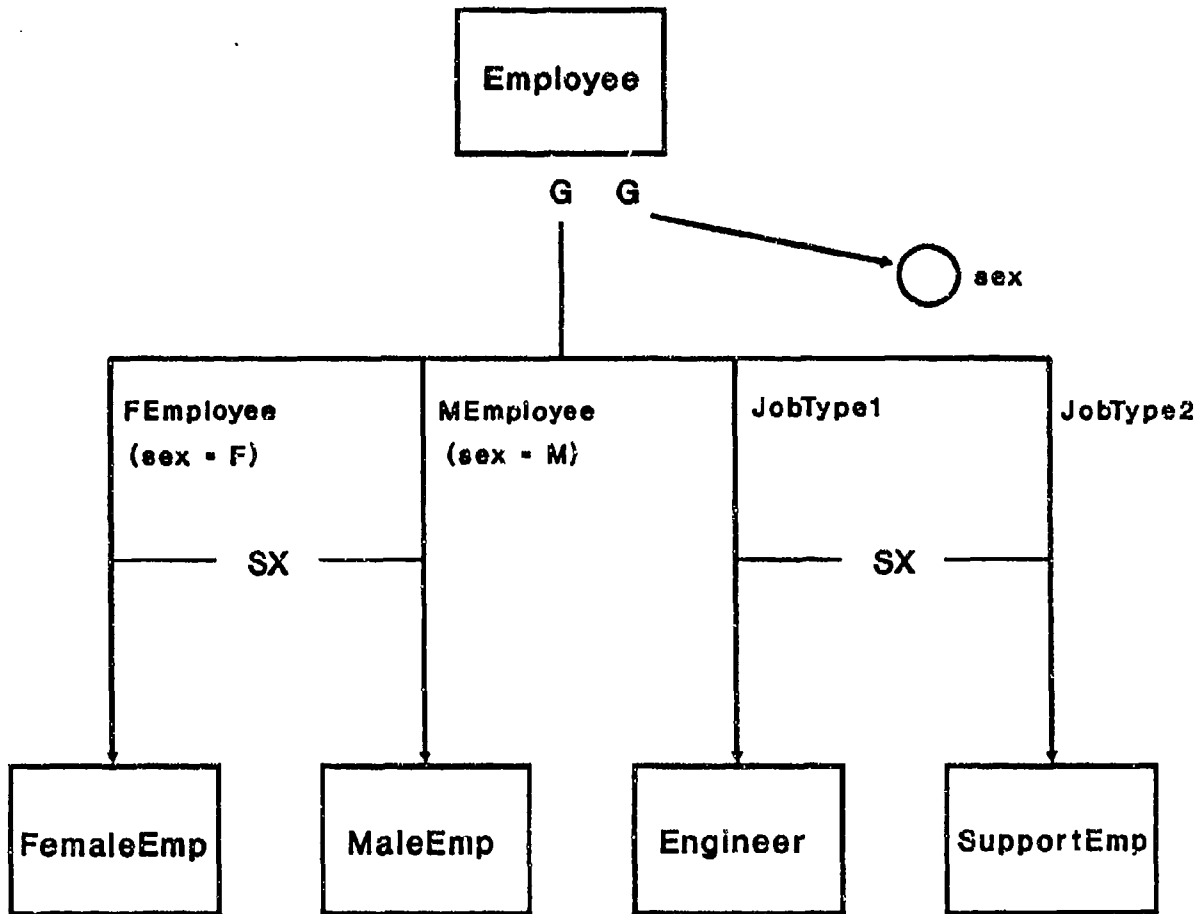 Employee
G G
sex
FEmployee
(sex = F)
MEmployee
(sex = M)
JobType1
JobType2
SX
SX
FemaleEmp
MaleEmp
Engineer
SupportEmp